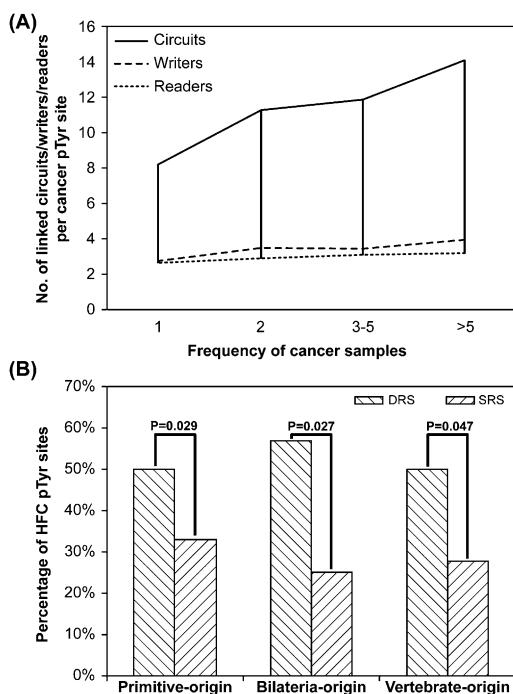 (A)
16
14
12
10
8
6
4
2
0
Circuits
Writers
Readers
No. of linked circuits/writers/readers
per cancer pTyr site
1 2 3-5 >5
Frequency of cancer samples
(B)
70%
60%
50%
40%
30%
20%
10%
0%
DRS SRS
P=0.029 P=0.027 P=0.047
Percentage of HFC pTyr sites
Primitive-origin Bilateria-origin Vertebrate-origin